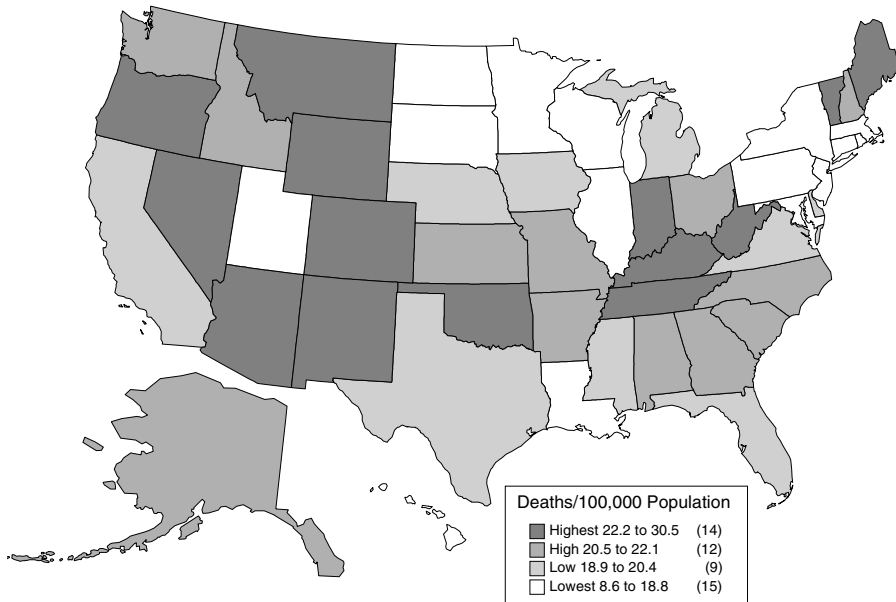 Deaths/100,000 Population
Highest 22.2 to 30.5 (14)
High 20.5 to 22.1 (12)
Low 18.9 to 20.4 (9)
Lowest 8.6 to 18.8 (15)